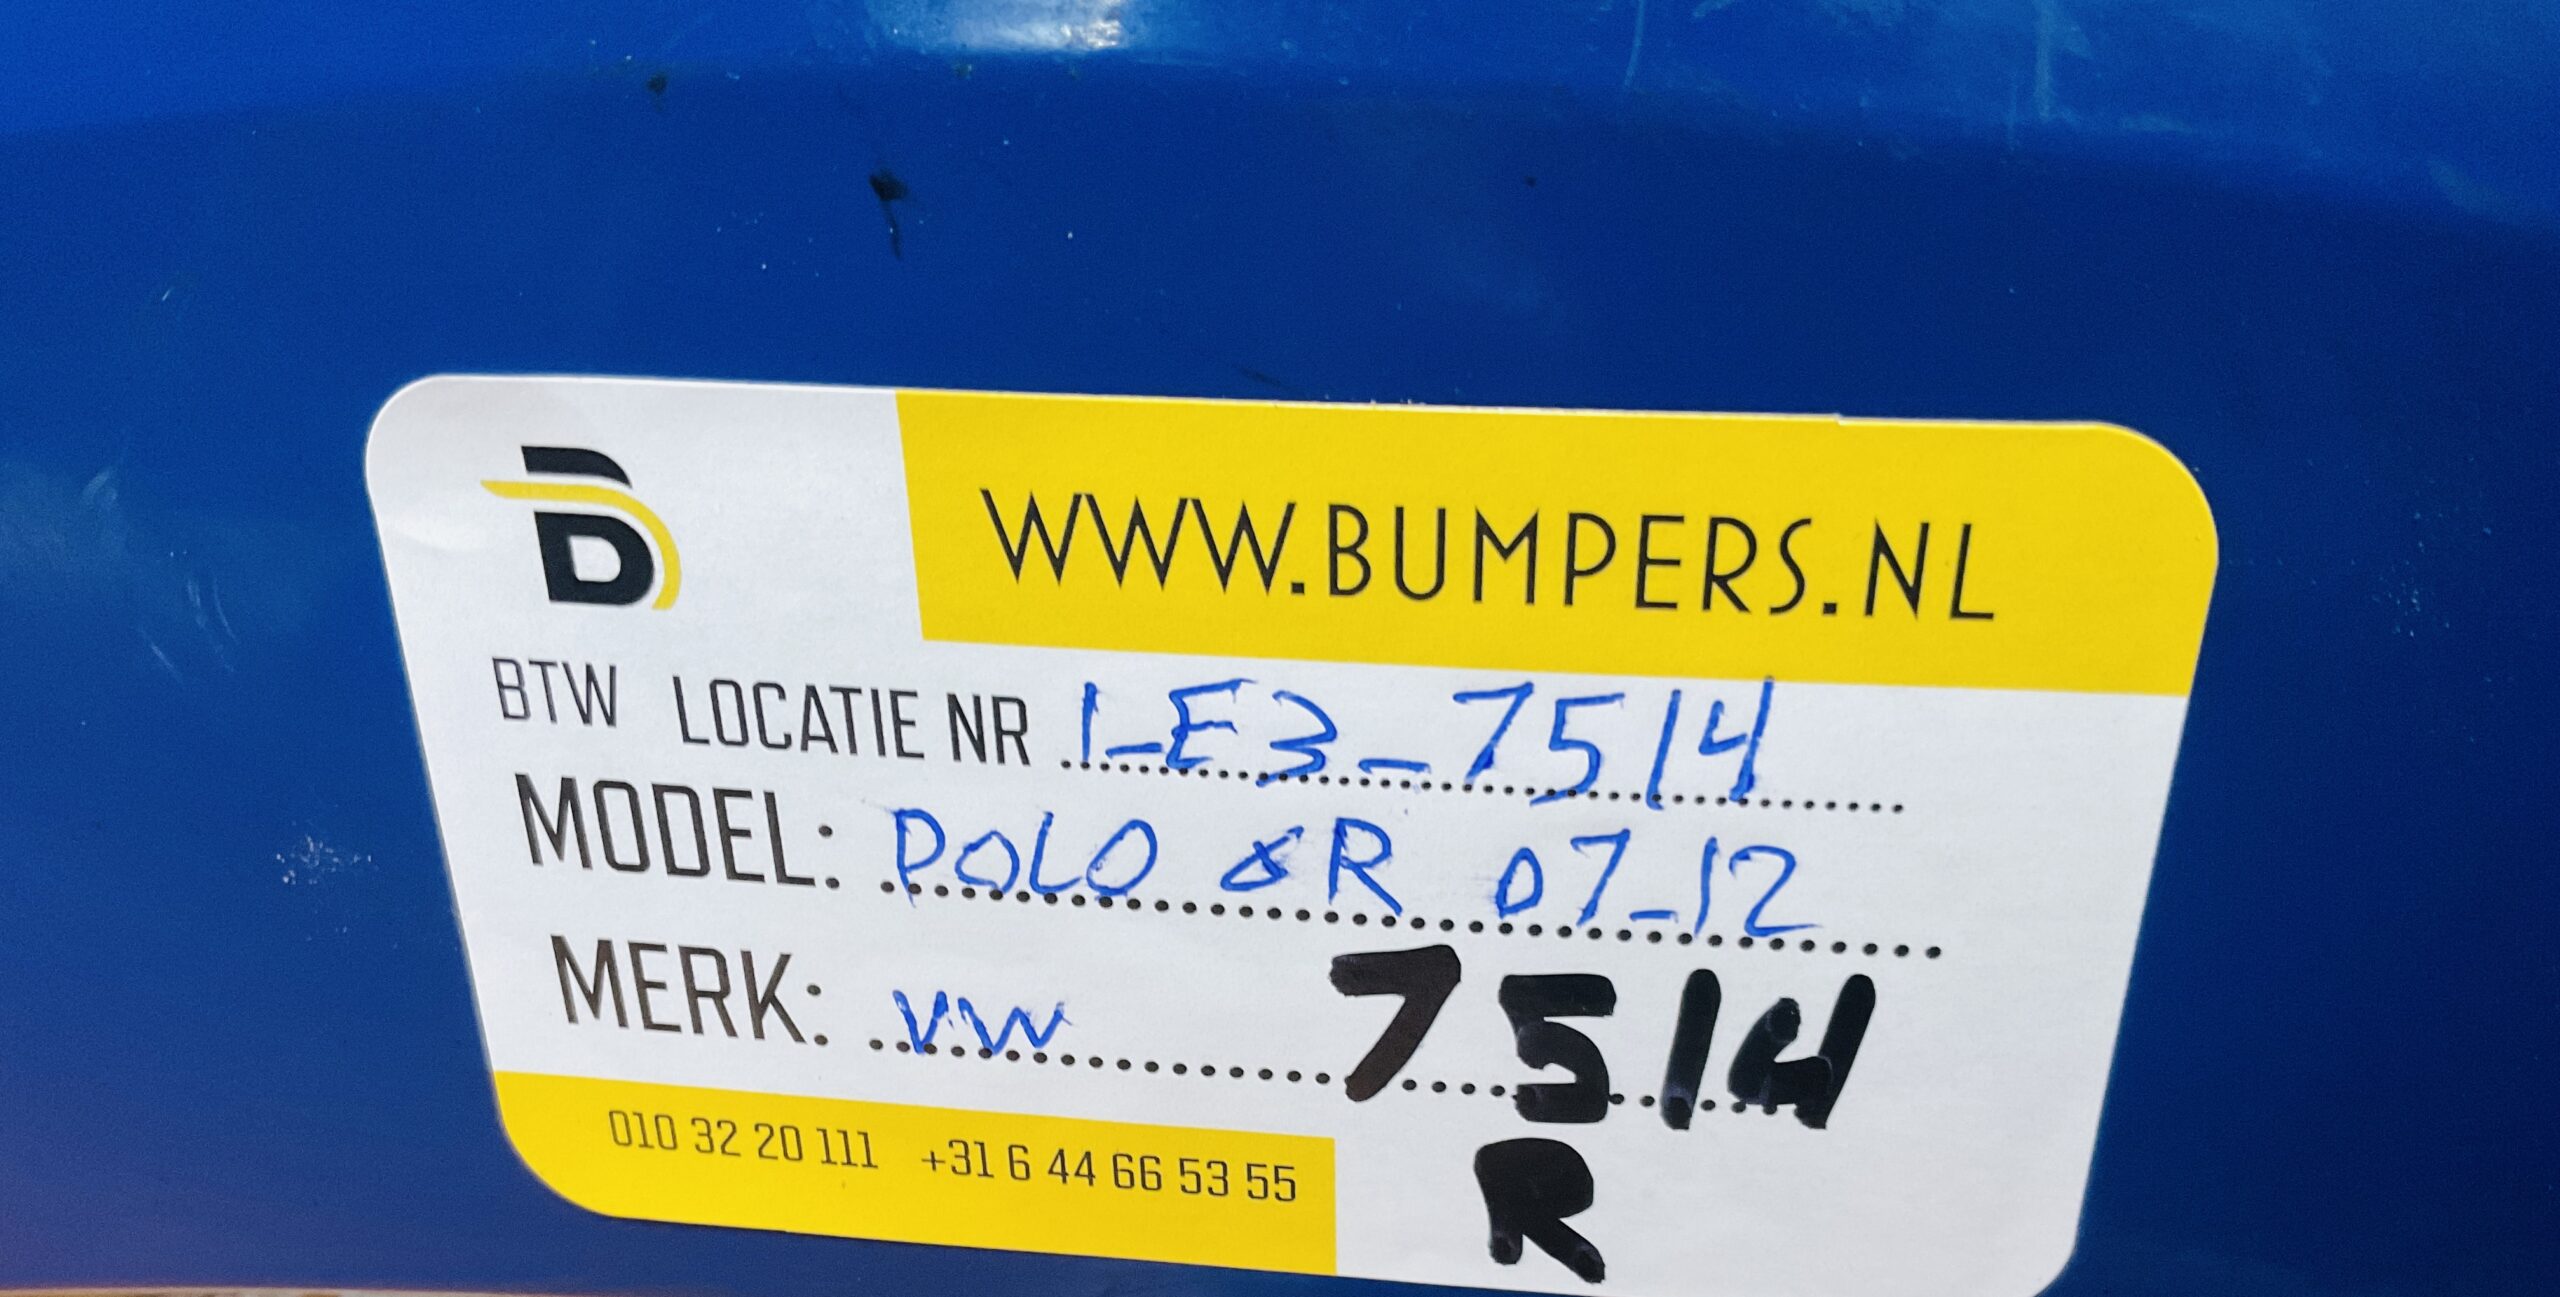 WWW.BUMPERS.NL
BTW LOCATIE NR 1-E3-7514
MODEL: POLO 6R 07-12
MERK: VW 7514
R
010 32 20 111 +31 6 44 66 53 55